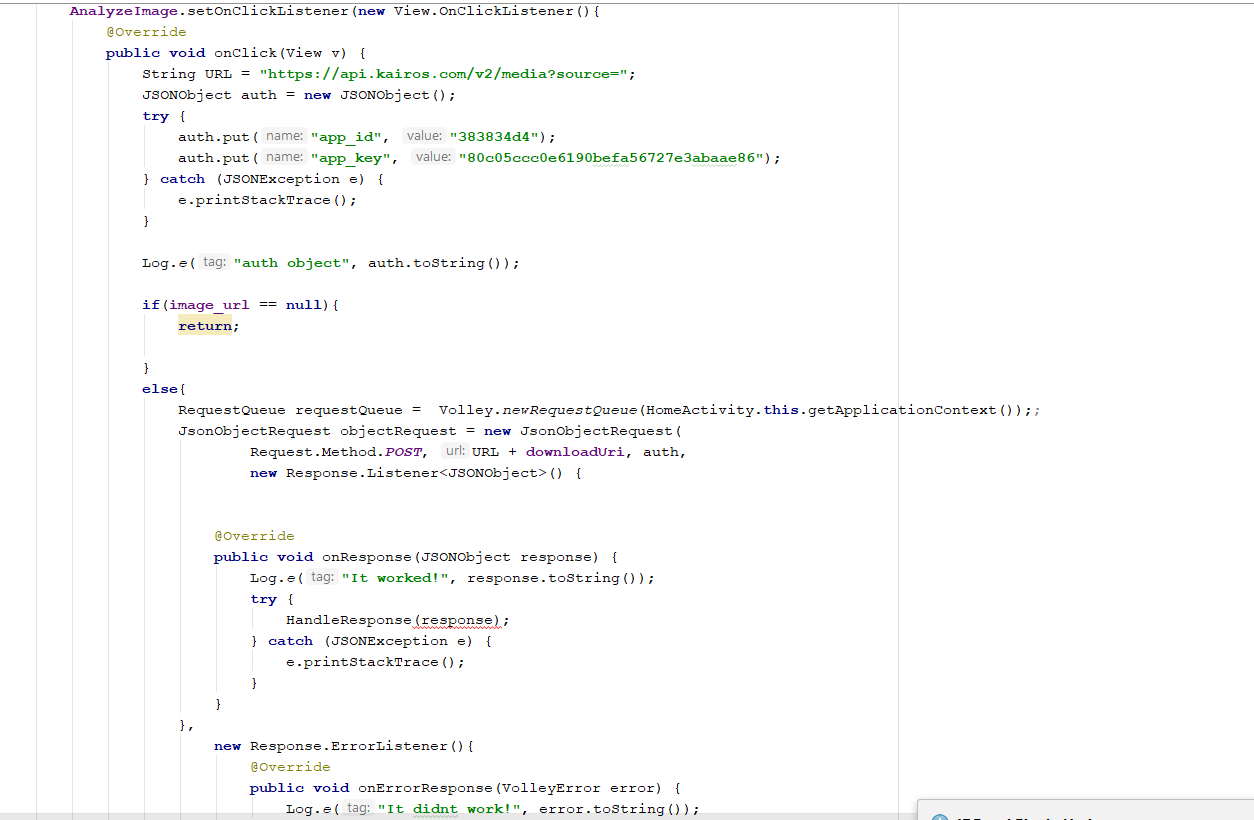 AnalyzeImage.setOnClickListener(new View.OnClickListener(){
@Override
public void onClick(View v) {
String URL = "https://api.kairos.com/v2/media?source=";
JSONObject auth = new JSONObject();
try {
auth.put( name: "app_id", value: "383834d4");
auth.put( name: "app_key", value: "80c05ccc0e6190befa56727e3abaae86");
} catch (JSONException e) {
e.printStackTrace();
}
Log.e( tag: "auth object", auth.toString());
if(image_url == null){
return;
}
else{
RequestQueue requestQueue = Volley.newRequestQueue(HomeActivity.this.getApplicationContext());;
JsonObjectRequest objectRequest = new JsonObjectRequest(
Request.Method.POST, url: URL + downloadUri, auth,
new Response.Listener<JSONObject>() {
@Override
public void onResponse(JSONObject response) {
Log.e( tag: "It worked!", response.toString());
try {
HandleResponse(response);
} catch (JSONException e) {
e.printStackTrace();
}
}
},
new Response.ErrorListener(){
@Override
public void onErrorResponse(VolleyError error) {
Log.e( tag: "It didnt work!", error.toString());